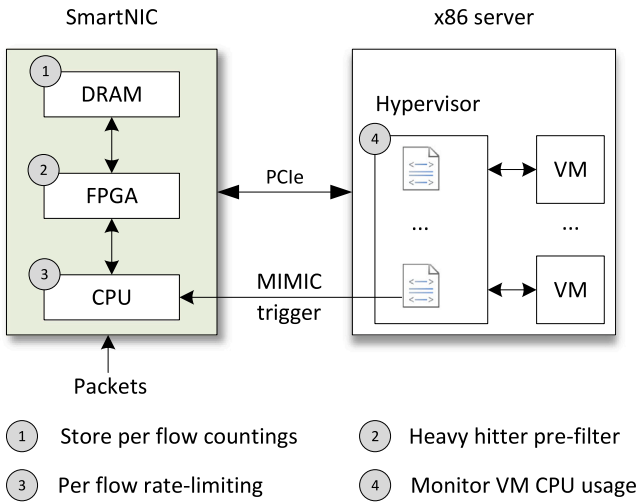 SmartNIC
x86 server
1
DRAM
Hypervisor
4
2
FPGA
PCIe
VM
...
...
3
CPU
MIMIC
trigger
VM
Packets
1 Store per flow countings
2 Heavy hitter pre-filter
3 Per flow rate-limiting
4 Monitor VM CPU usage